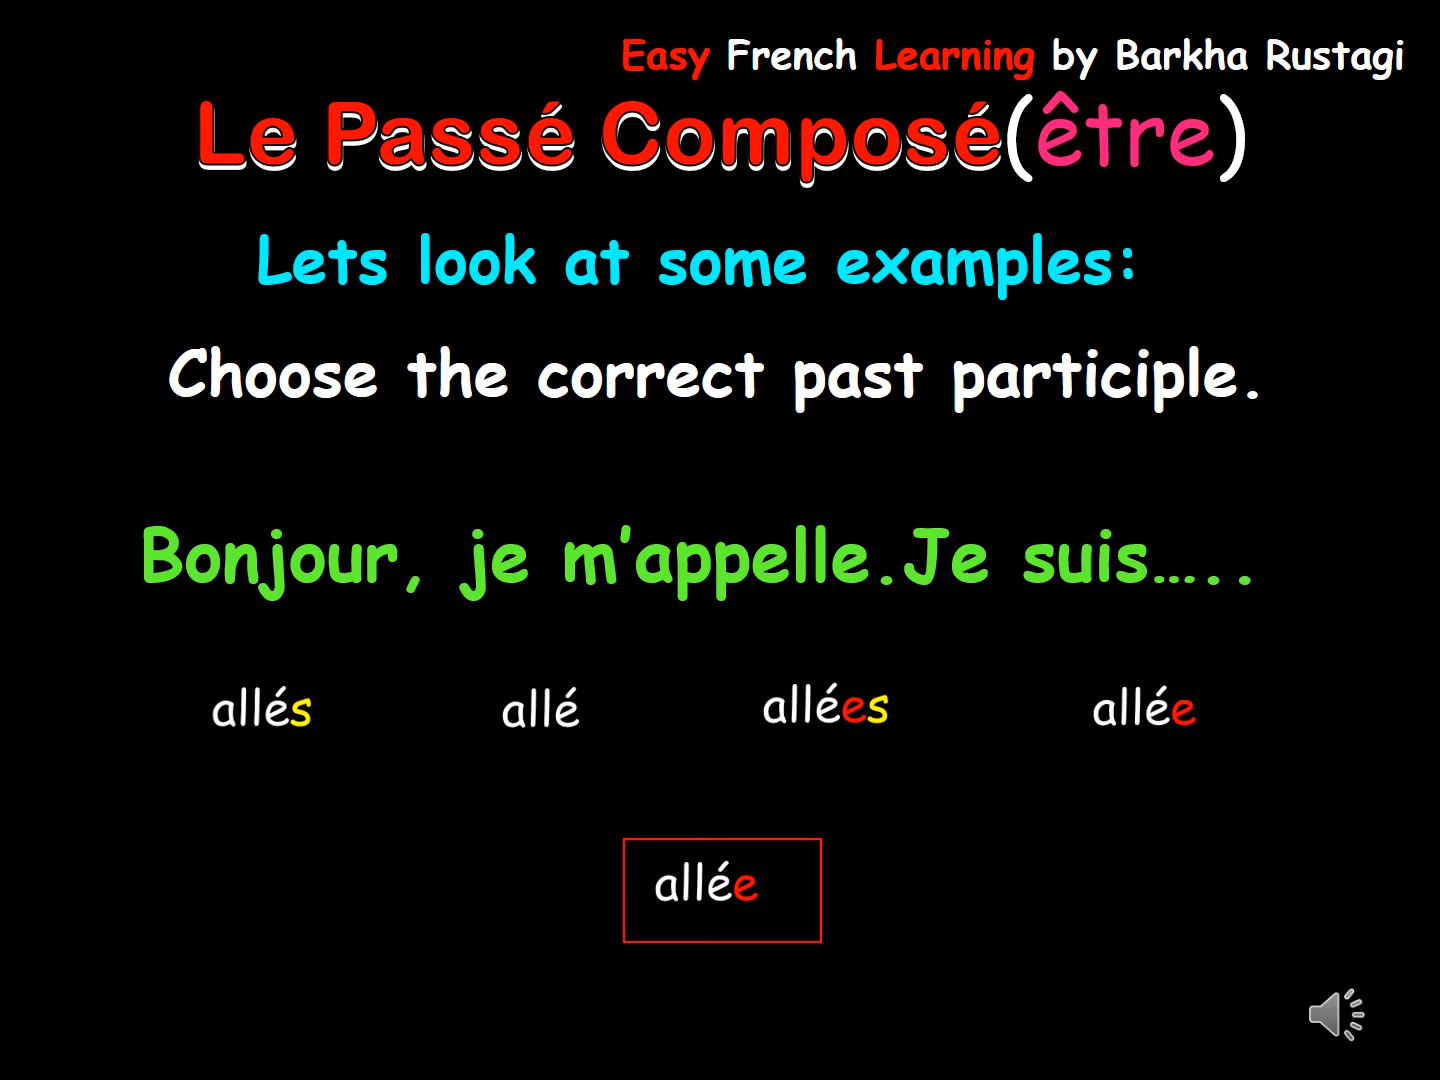 Easy French Learning by Barkha Rustagi
Le Passé Composé(être)
Lets look at some examples:
Choose the correct past participle.
Bonjour, je m’appelle.Je suis…..
allés allé allées allée
allée